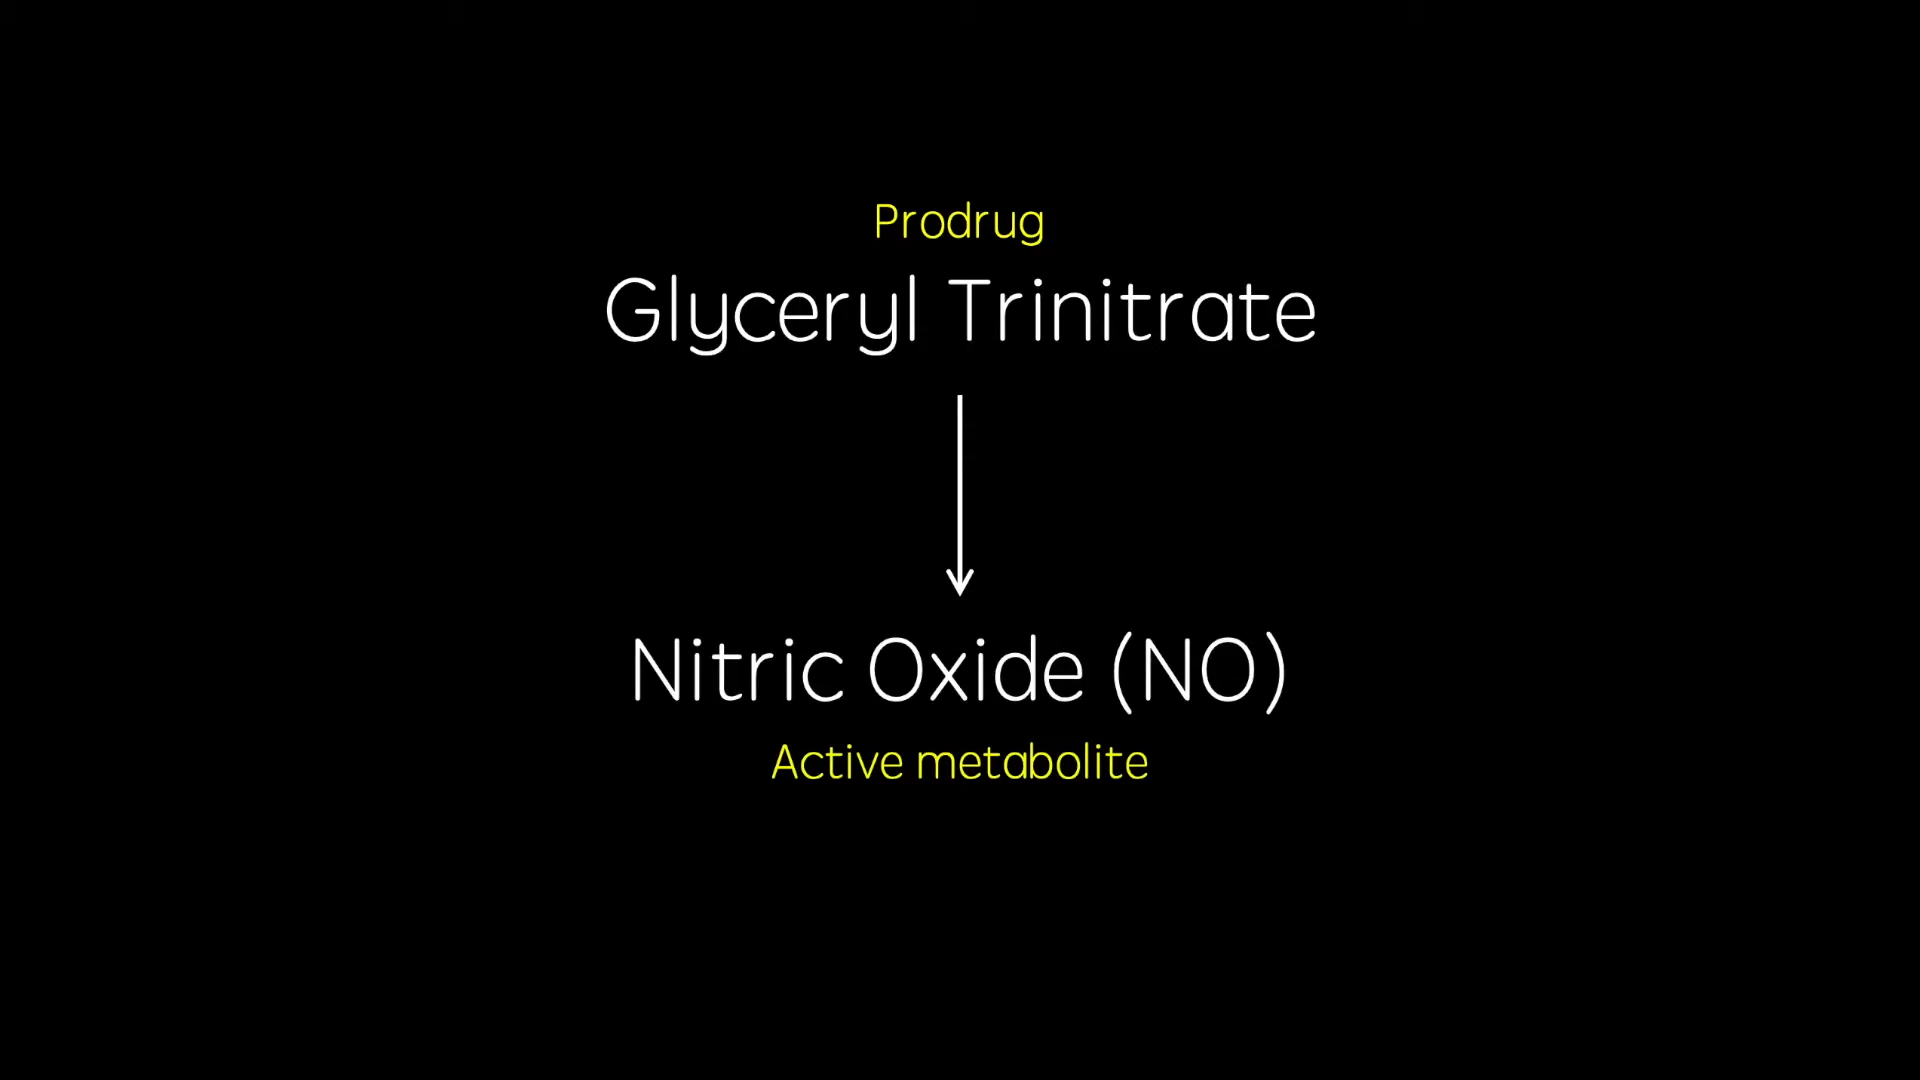 Prodrug
Glyceryl Trinitrate
Nitric Oxide (NO)
Active metabolite